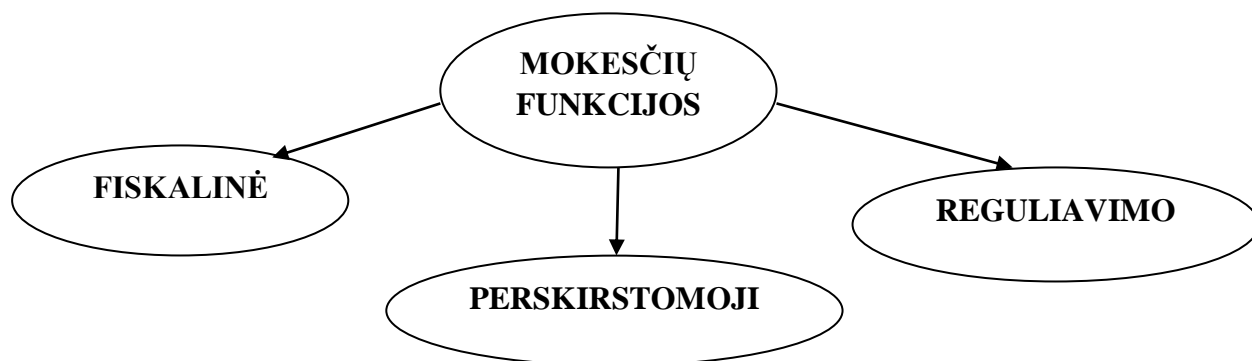 MOKESČIŲ
FUNKCIJOS
FISKALINĖ
REGULIAVIMO
PERSKIRSTOMOJI